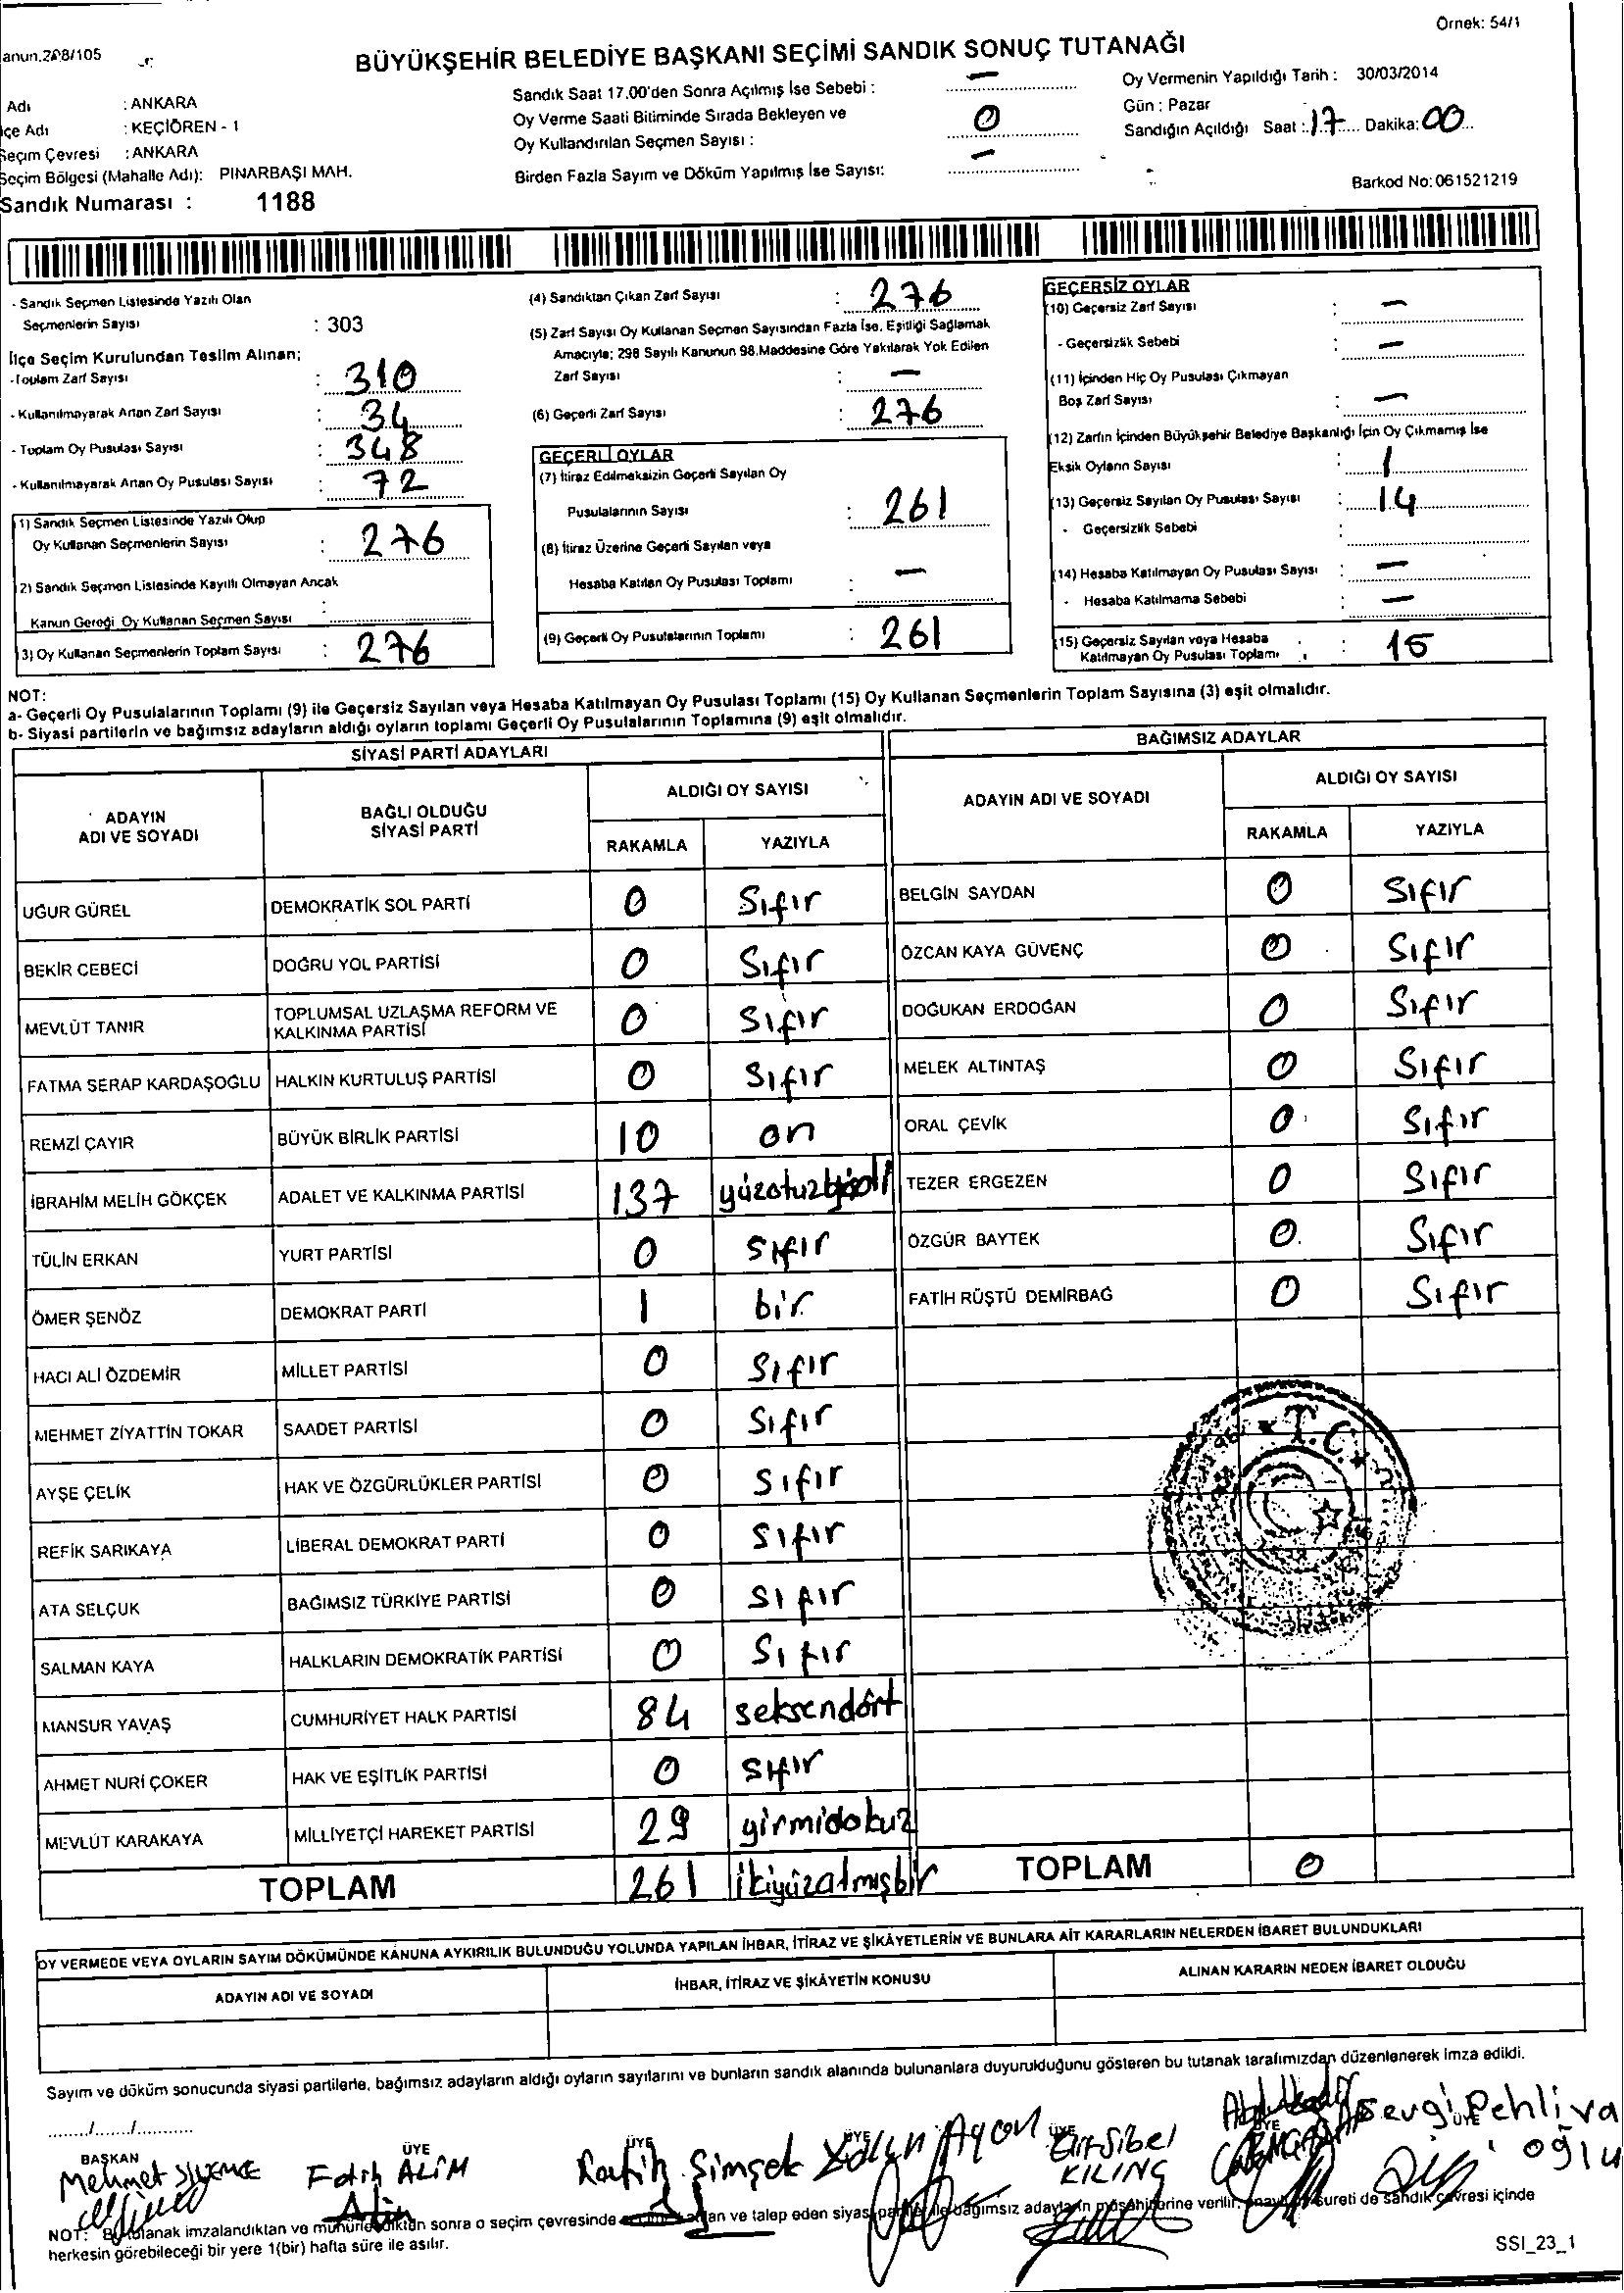 Örnek: 54/1
anun.298/105
BÜYÜKŞEHİR BELEDİYE BAŞKANI SEÇİMİ SANDIK SONUÇ TUTANAĞI
Adı : ANKARA
lçe Adı : KEÇİÖREN - 1
Seçim Çevresi : ANKARA
Seçim Bölgesi (Mahalle Adı): PINARBAŞI MAH.
Sandık Numarası : 1188
Sandık Saat 17.00'den Sonra Açılmış İse Sebebi : –
Oy Verme Saati Bitiminde Sırada Bekleyen ve
Oy Kullandırılan Seçmen Sayısı : 0
Birden Fazla Sayım ve Döküm Yapılmış İse Sayısı: –
Oy Vermenin Yapıldığı Tarih : 30/03/2014
Gün : Pazar
Sandığın Açıldığı Saat : 17 Dakika: 00
Barkod No: 061521219
- Sandık Seçmen Listesinde Yazılı Olan
Seçmenlerin Sayısı : 303
İlçe Seçim Kurulundan Teslim Alınan;
-Toplam Zarf Sayısı : 310
- Kullanılmayarak Artan Zarf Sayısı : 34
- Toplam Oy Pusulası Sayısı : 348
- Kullanılmayarak Artan Oy Pusulası Sayısı : 72
1) Sandık Seçmen Listesinde Yazılı Olup
Oy Kullanan Seçmenlerin Sayısı : 276
2) Sandık Seçmen Listesinde Kayıtlı Olmayan Ancak
Kanun Gereği Oy Kullanan Seçmen Sayısı :
3) Oy Kullanan Seçmenlerin Toplam Sayısı : 276
(4) Sandıktan Çıkan Zarf Sayısı : 276
(5) Zarf Sayısı Oy Kullanan Seçmen Sayısından Fazla İse, Eşitliği Sağlamak
Amacıyla; 298 Sayılı Kanunun 98.Maddesine Göre Yakılarak Yok Edilen
Zarf Sayısı : –
(6) Geçerli Zarf Sayısı : 276
GEÇERLİ OYLAR
(7) İtiraz Edilmeksizin Geçerli Sayılan Oy
Pusulalarının Sayısı : 261
(8) İtiraz Üzerine Geçerli Sayılan veya
Hesaba Katılan Oy Pusulası Toplamı : –
(9) Geçerli Oy Pusulalarının Toplamı : 261
GEÇERSİZ OYLAR
(10) Geçersiz Zarf Sayısı : –
- Geçersizlik Sebebi : –
(11) İçinden Hiç Oy Pusulası Çıkmayan
Boş Zarf Sayısı : –
(12) Zarfın İçinden Büyükşehir Belediye Başkanlığı İçin Oy Çıkmamış İse
Eksik Oyların Sayısı : 1
(13) Geçersiz Sayılan Oy Pusulası Sayısı : 14
- Geçersizlik Sebebi :
(14) Hesaba Katılmayan Oy Pusulası Sayısı : –
- Hesaba Katılmama Sebebi : –
(15) Geçersiz Sayılan veya Hesaba
Katılmayan Oy Pusulası Toplamı : 15
NOT:
a- Geçerli Oy Pusulalarının Toplamı (9) ile Geçersiz Sayılan veya Hesaba Katılmayan Oy Pusulası Toplamı (15) Oy Kullanan Seçmenlerin Toplam Sayısına (3) eşit olmalıdır.
b- Siyasi partilerin ve bağımsız adayların aldığı oyların toplamı Geçerli Oy Pusulalarının Toplamına (9) eşit olmalıdır.
SİYASİ PARTİ ADAYLARI
ADAYIN ADI VE SOYADI BAĞLI OLDUĞU SİYASİ PARTİ ALDIĞI OY SAYISI
RAKAMLA YAZIYLA
UĞUR GÜREL DEMOKRATİK SOL PARTİ 0 Sıfır
BEKİR CEBECİ DOĞRU YOL PARTİSİ 0 Sıfır
MEVLÜT TANIR TOPLUMSAL UZLAŞMA REFORM VE KALKINMA PARTİSİ 0 Sıfır
FATMA SERAP KARDAŞOĞLU HALKIN KURTULUŞ PARTİSİ 0 Sıfır
REMZİ ÇAYIR BÜYÜK BİRLİK PARTİSİ 10 on
İBRAHİM MELİH GÖKÇEK ADALET VE KALKINMA PARTİSİ 137 yüzotuzyedi
TÜLİN ERKAN YURT PARTİSİ 0 Sıfır
ÖMER ŞENÖZ DEMOKRAT PARTİ 1 bir
HACI ALİ ÖZDEMİR MİLLET PARTİSİ 0 Sıfır
MEHMET ZİYATTİN TOKAR SAADET PARTİSİ 0 Sıfır
AYŞE ÇELİK HAK VE ÖZGÜRLÜKLER PARTİSİ 0 Sıfır
REFİK SARIKAYA LİBERAL DEMOKRAT PARTİ 0 Sıfır
ATA SELÇUK BAĞIMSIZ TÜRKİYE PARTİSİ 0 Sıfır
SALMAN KAYA HALKLARIN DEMOKRATİK PARTİSİ 0 Sıfır
MANSUR YAVAŞ CUMHURİYET HALK PARTİSİ 84 seksendört
AHMET NURİ ÇOKER HAK VE EŞİTLİK PARTİSİ 0 Sıfır
MEVLÜT KARAKAYA MİLLİYETÇİ HAREKET PARTİSİ 29 yirmidokuz
TOPLAM 261 ikiyüzatmışbir
BAĞIMSIZ ADAYLAR
ADAYIN ADI VE SOYADI ALDIĞI OY SAYISI
RAKAMLA YAZIYLA
BELGİN SAYDAN 0 Sıfır
ÖZCAN KAYA GÜVENÇ 0 Sıfır
DOĞUKAN ERDOĞAN 0 Sıfır
MELEK ALTINTAŞ 0 Sıfır
ORAL ÇEVİK 0 Sıfır
TEZER ERGEZEN 0 Sıfır
ÖZGÜR BAYTEK 0 Sıfır
FATİH RÜŞTÜ DEMİRBAĞ 0 Sıfır
T.C.
TOPLAM 0
OY VERMEDE VEYA OYLARIN SAYIM DÖKÜMÜNDE KANUNA AYKIRILIK BULUNDUĞU YOLUNDA YAPILAN İHBAR, İTİRAZ VE ŞİKÂYETLERİN VE BUNLARA AİT KARARLARIN NELERDEN İBARET BULUNDUKLARI
ADAYIN ADI VE SOYADI İHBAR, İTİRAZ VE ŞİKÂYETİN KONUSU ALINAN KARARIN NEDEN İBARET OLDUĞU
Sayım ve döküm sonucunda siyasi partilerle, bağımsız adayların aldığı oyların sayılarını ve bunların sandık alanında bulunanlara duyurulduğunu gösteren bu tutanak tarafımızdan düzenlenerek imza edildi.
....../....../............
BAŞKAN ÜYE ÜYE ÜYE ÜYE ÜYE ÜYE
Mehmet Fatih ALİM Rafih Şimşek Elif Sibel KILINÇ Sevgi Pehlivanoğlu
NOT: Bu tutanak imzalandıktan ve mühürlendikten sonra o seçim çevresinde ve talep eden siyasi partiler ile bağımsız adayların müşahitlerine verilir, onaylı sureti de sandık çevresi içinde
herkesin görebileceği bir yere 1(bir) hafta süre ile asılır.
SSI_23_1